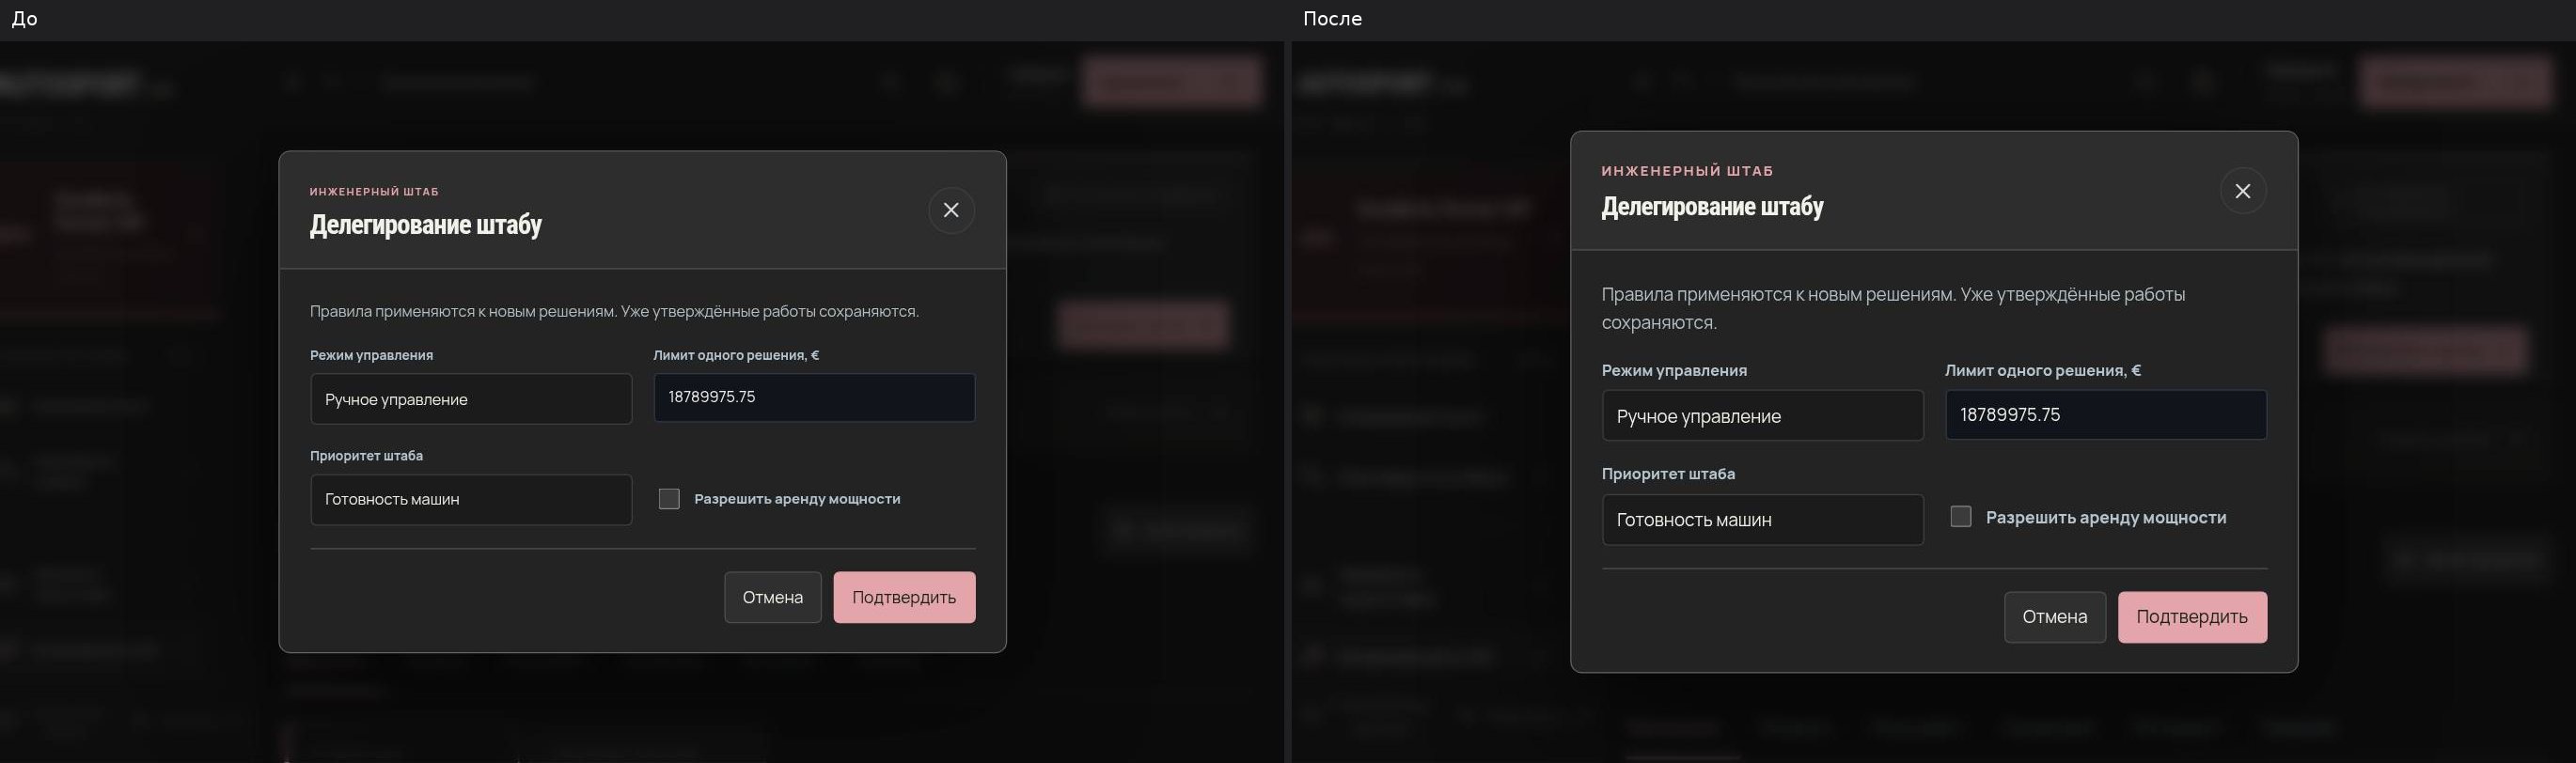 До
ИНЖЕНЕРНЫЙ ШТАБ
Делегирование штабу
Правила применяются к новым решениям. Уже утверждённые работы сохраняются.
Режим управления
Лимит одного решения, €
Ручное управление
18789975.75
Приоритет штаба
Готовность машин
Разрешить аренду мощности
Отмена
Подтвердить
После
ИНЖЕНЕРНЫЙ ШТАБ
Делегирование штабу
Правила применяются к новым решениям. Уже утверждённые работы
сохраняются.
Режим управления
Лимит одного решения, €
Ручное управление
18789975.75
Приоритет штаба
Готовность машин
Разрешить аренду мощности
Отмена
Подтвердить